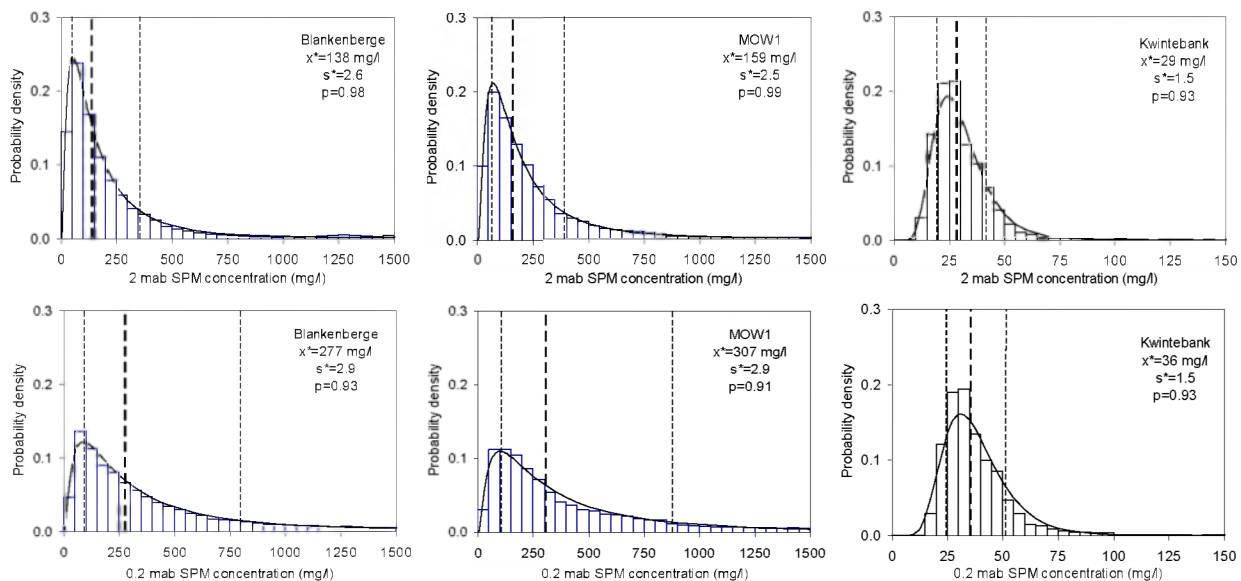 Blankenberge
x*=138 mg/l
s*=2.6
p=0.98
Probability density
0.3
0.2
0.1
0.0
0 250 500 750 1000 1250 1500
2 mab SPM concentration (mg/l)
MOW1
x*=159 mg/l
s*=2.5
p=0.99
Probability density
0.3
0.2
0.1
0.0
0 250 500 750 1000 1250 1500
2 mab SPM concentration (mg/l)
Kwintebank
x*=29 mg/l
s*=1.5
p=0.93
Probability density
0.3
0.2
0.1
0.0
0 25 50 75 100 125 150
2 mab SPM concentration (mg/l)
Blankenberge
x*=277 mg/l
s*=2.9
p=0.93
Probability density
0.3
0.2
0.1
0.0
0 250 500 750 1000 1250 1500
0.2 mab SPM concentration (mg/l)
MOW1
x*=307 mg/l
s*=2.9
p=0.91
Probability density
0.3
0.2
0.1
0.0
0 250 500 750 1000 1250 1500
0.2 mab SPM concentration (mg/l)
Kwintebank
x*=36 mg/l
s*=1.5
p=0.93
Probability density
0.3
0.2
0.1
0.0
0 25 50 75 100 125 150
0.2 mab SPM concentration (mg/l)